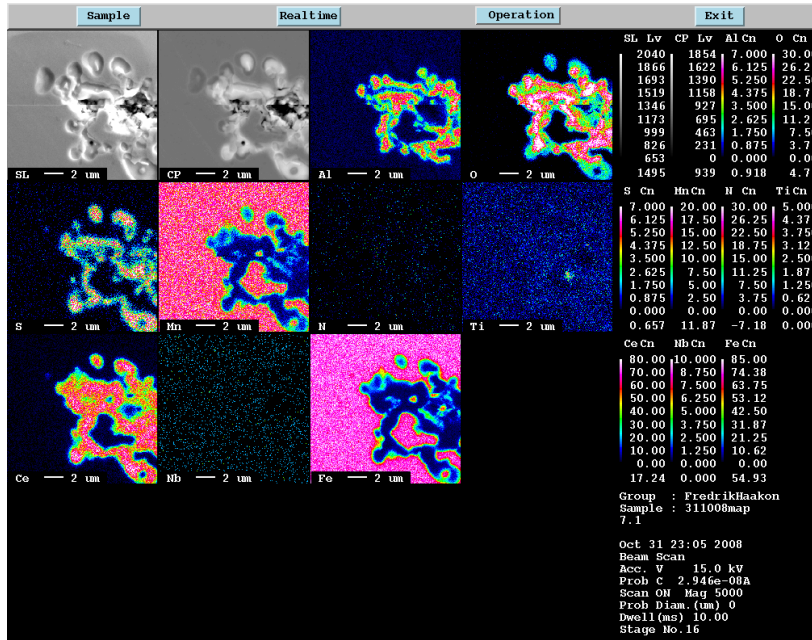 Sample Realtime Operation Exit
SL Lv CP Lv Al Cn O Cn
2040 1854 7.000 30.0
1866 1622 6.125 26.2
1693 1390 5.250 22.5
1519 1158 4.375 18.7
1346 927 3.500 15.0
1173 695 2.625 11.2
999 463 1.750 7.5
826 231 0.875 3.7
653 0 0.000 0.0
1495 939 0.918 4.7
SL 2 um CP 2 um Al 2 um O 2 um
S Cn Mn Cn N Cn Ti Cn
7.000 20.00 30.00 5.00
6.125 17.50 26.25 4.37
5.250 15.00 22.50 3.75
4.375 12.50 18.75 3.12
3.500 10.00 15.00 2.50
2.625 7.50 11.25 1.87
1.750 5.00 7.50 1.25
0.875 2.50 3.75 0.62
0.000 0.00 0.00 0.00
0.657 11.87 -7.18 0.00
S 2 um Mn 2 um N 2 um Ti 2 um
Ce Cn Nb Cn Fe Cn
80.00 10.000 85.00
70.00 8.750 74.38
60.00 7.500 63.75
50.00 6.250 53.12
40.00 5.000 42.50
30.00 3.750 31.87
20.00 2.500 21.25
10.00 1.250 10.62
0.00 0.00 0.00
17.24 0.000 54.93
Ce 2 um Nb 2 um Fe 2 um
Group : FredrikHaakon
Sample : 311008map
7.1
Oct 31 23:05 2008
Beam Scan
Acc. V 15.0 kV
Prob C 2.946e-08A
Scan ON Mag 5000
Prob Diam.(um) 0
Dwell(ms) 10.00
Stage No.16